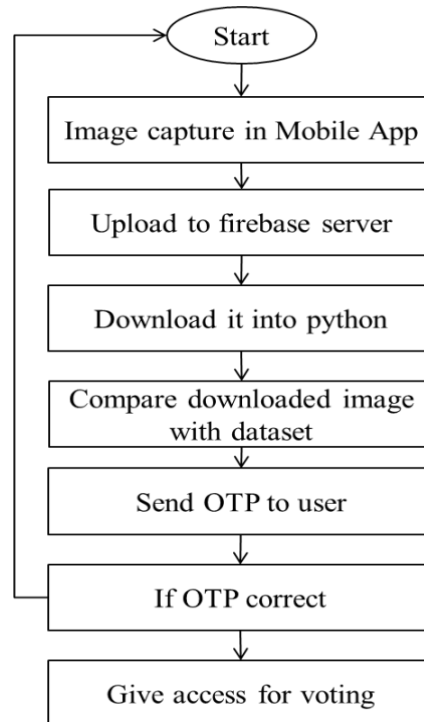 Start
Image capture in Mobile App
Upload to firebase server
Download it into python
Compare downloaded image
with dataset
Send OTP to user
If OTP correct
Give access for voting